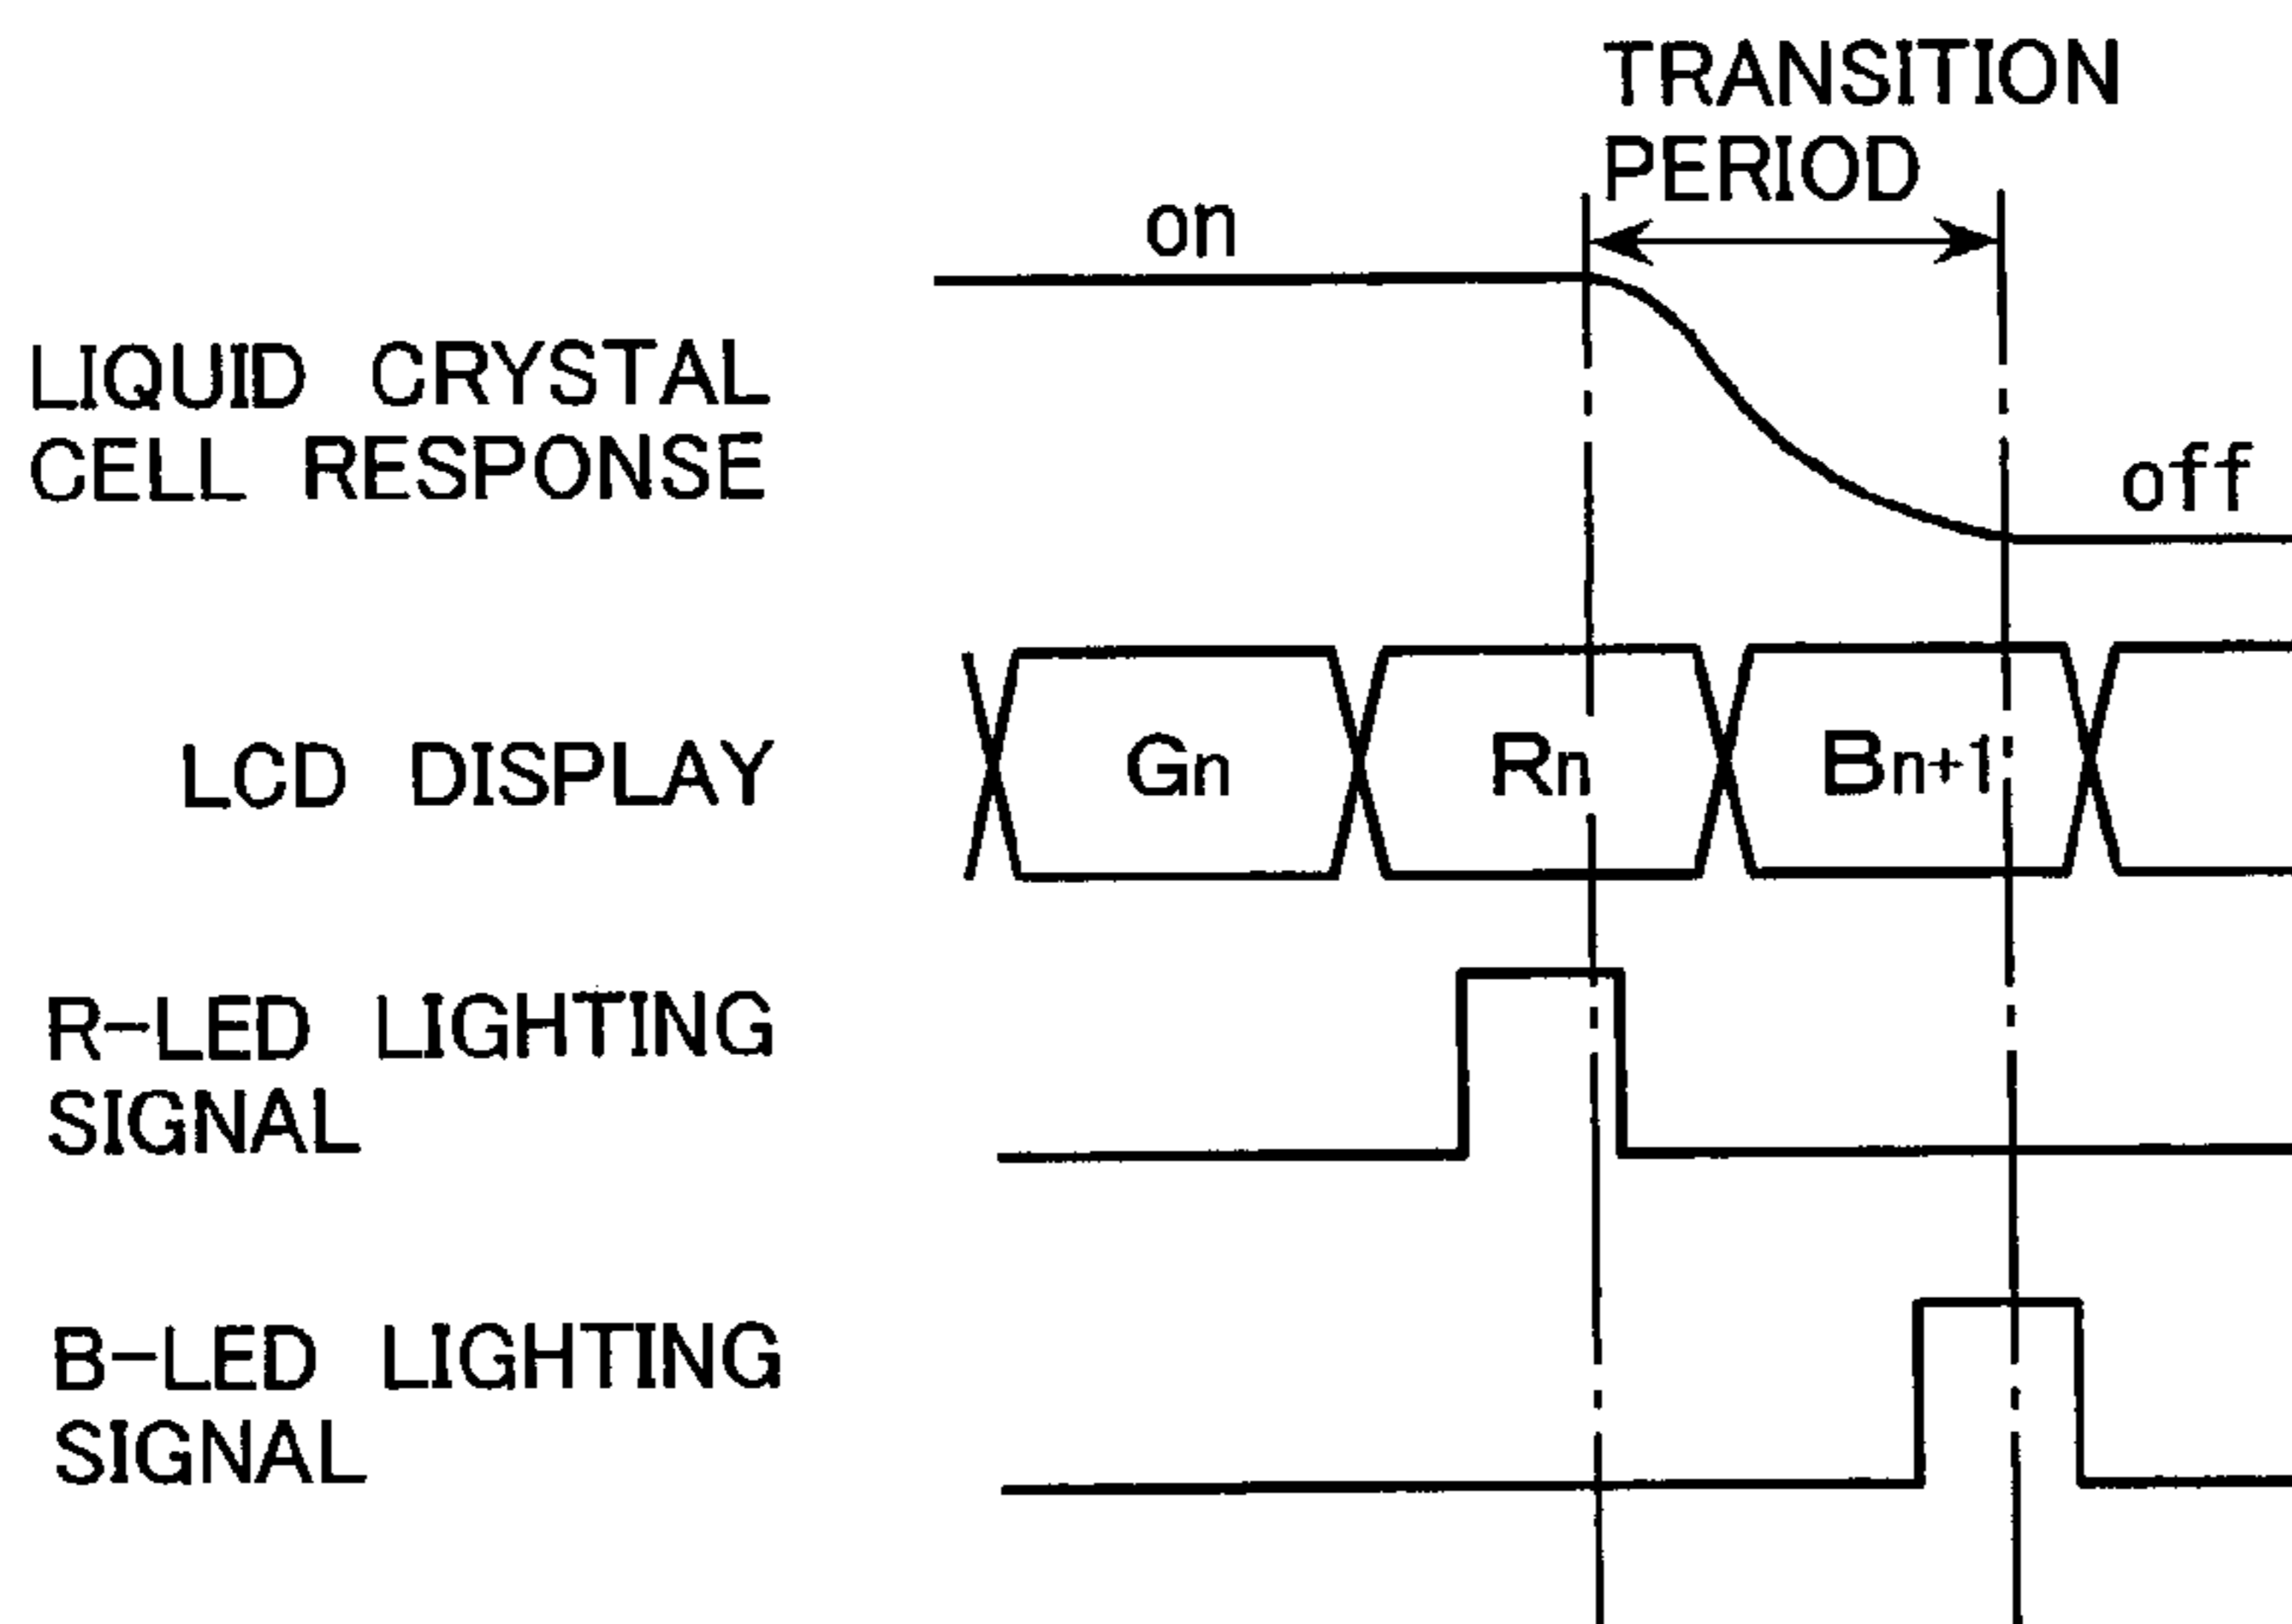 TRANSITION
PERIOD
on
LIQUID CRYSTAL
CELL RESPONSE
off
LCD DISPLAY
Gn
Rn
Bn+1
R-LED LIGHTING
SIGNAL
B-LED LIGHTING
SIGNAL